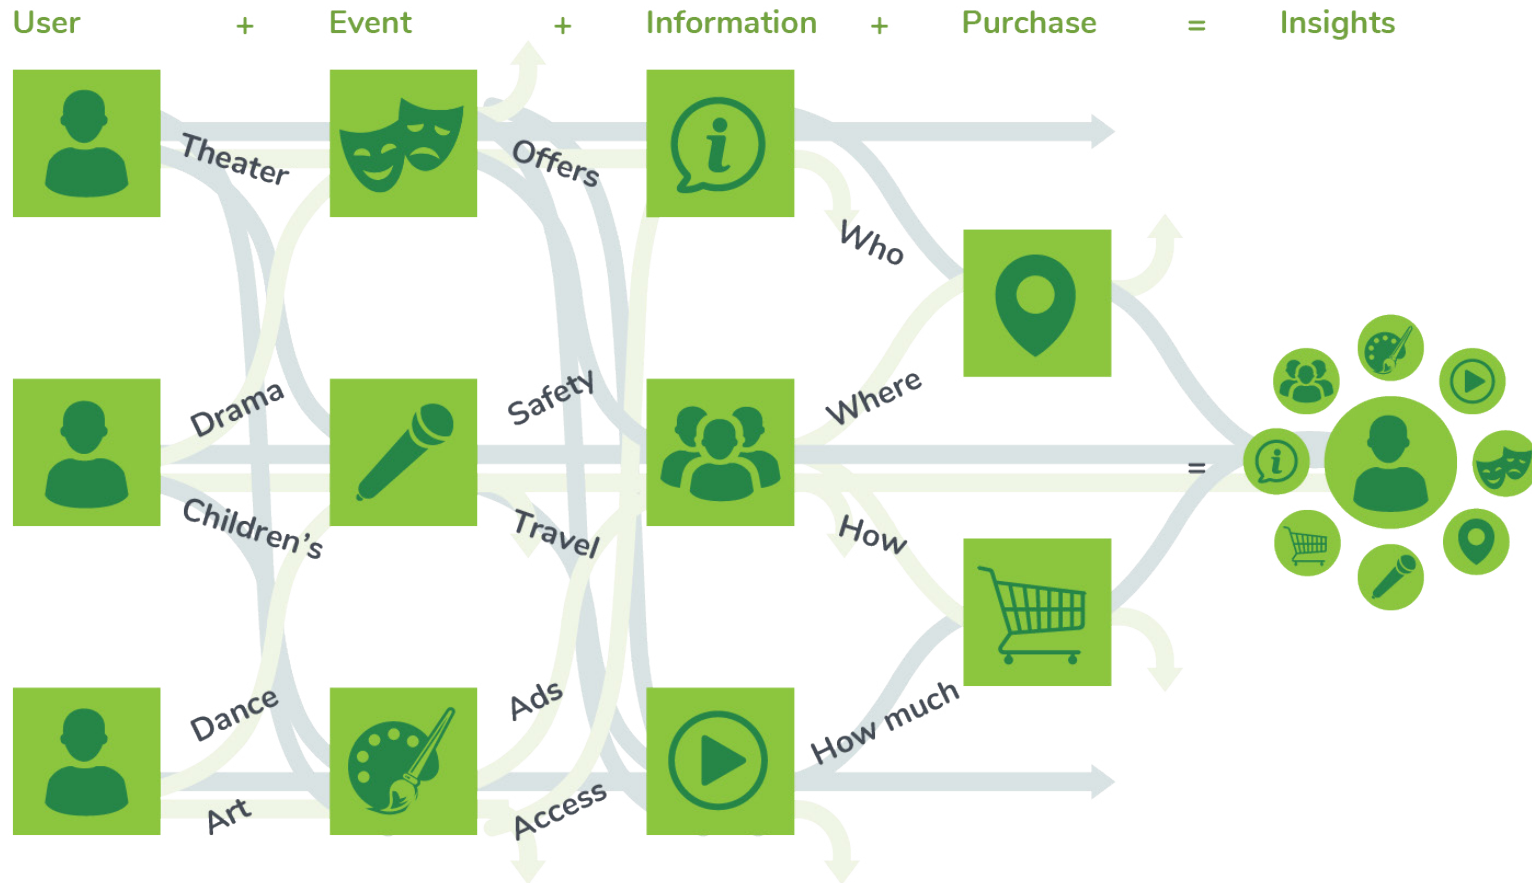 User + Event + Information + Purchase = Insights
Theater
Offers
Who
Drama
Safety
Where
=
Children's
Travel
How
Dance
Ads
How much
Art
Access